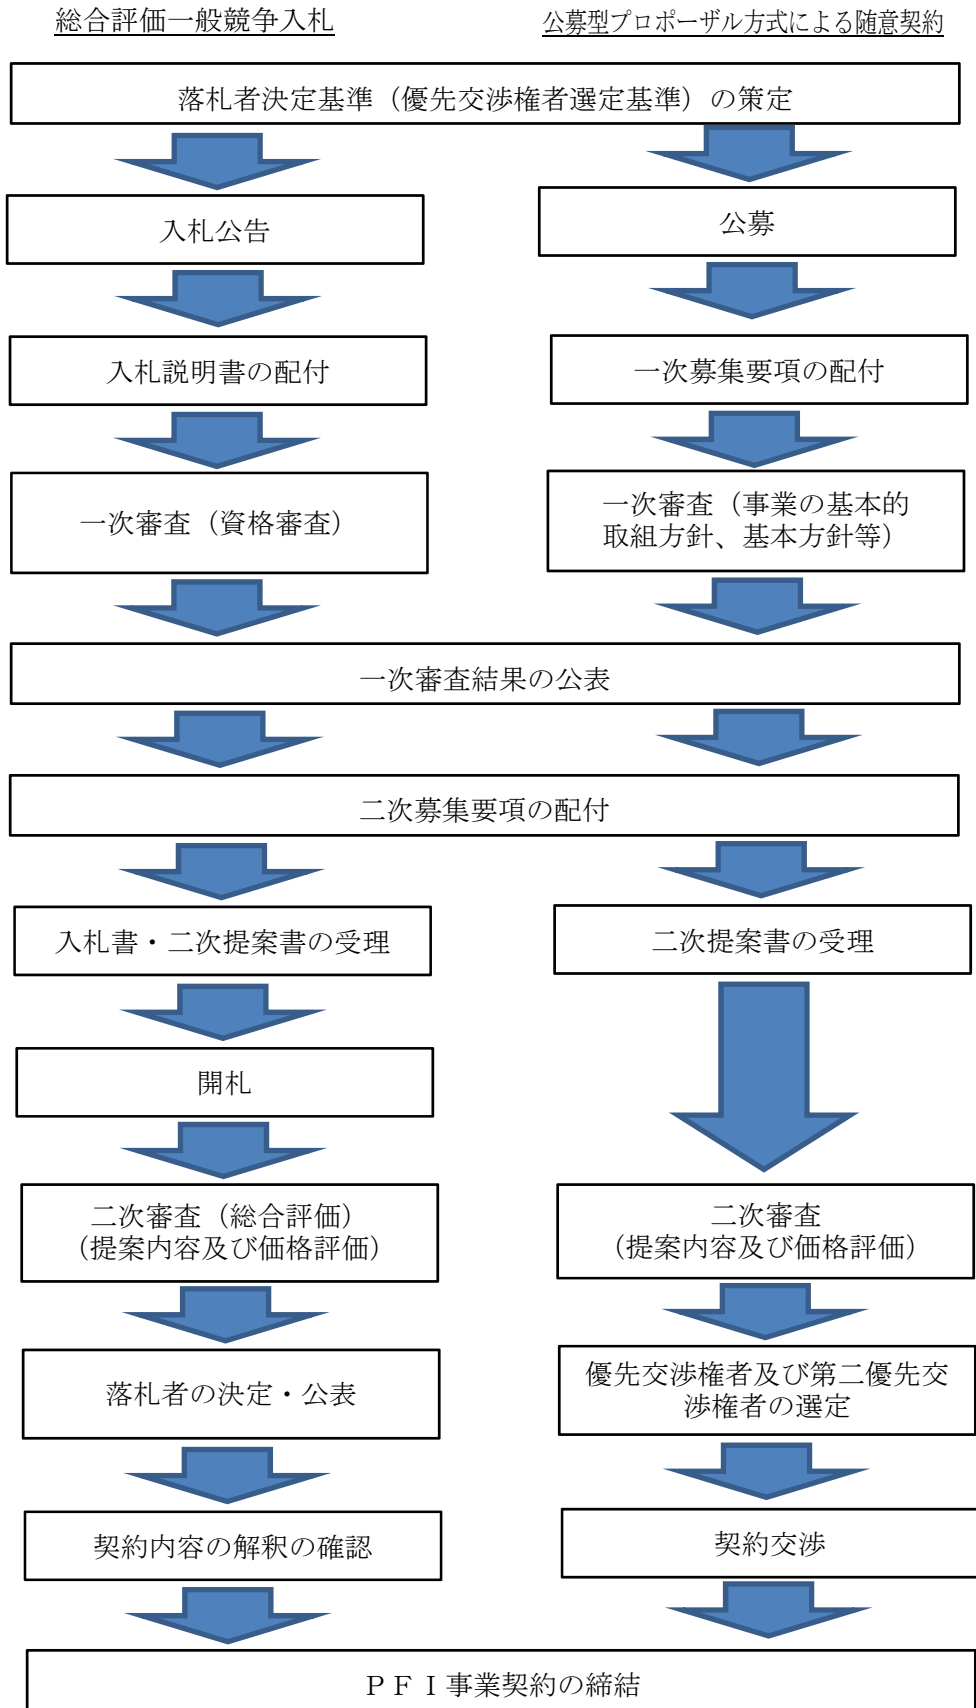 総合評価一般競争入札
公募型プロポーザル方式による随意契約
落札者決定基準（優先交渉権者選定基準）の策定
入札公告
公募
入札説明書の配付
一次募集要項の配付
一次審査（資格審査）
一次審査（事業の基本的
取組方針、基本方針等）
一次審査結果の公表
二次募集要項の配付
入札書・二次提案書の受理
二次提案書の受理
開札
二次審査（総合評価）
（提案内容及び価格評価）
二次審査
（提案内容及び価格評価）
落札者の決定・公表
優先交渉権者及び第二優先交
渉権者の選定
契約内容の解釈の確認
契約交渉
ＰＦＩ事業契約の締結